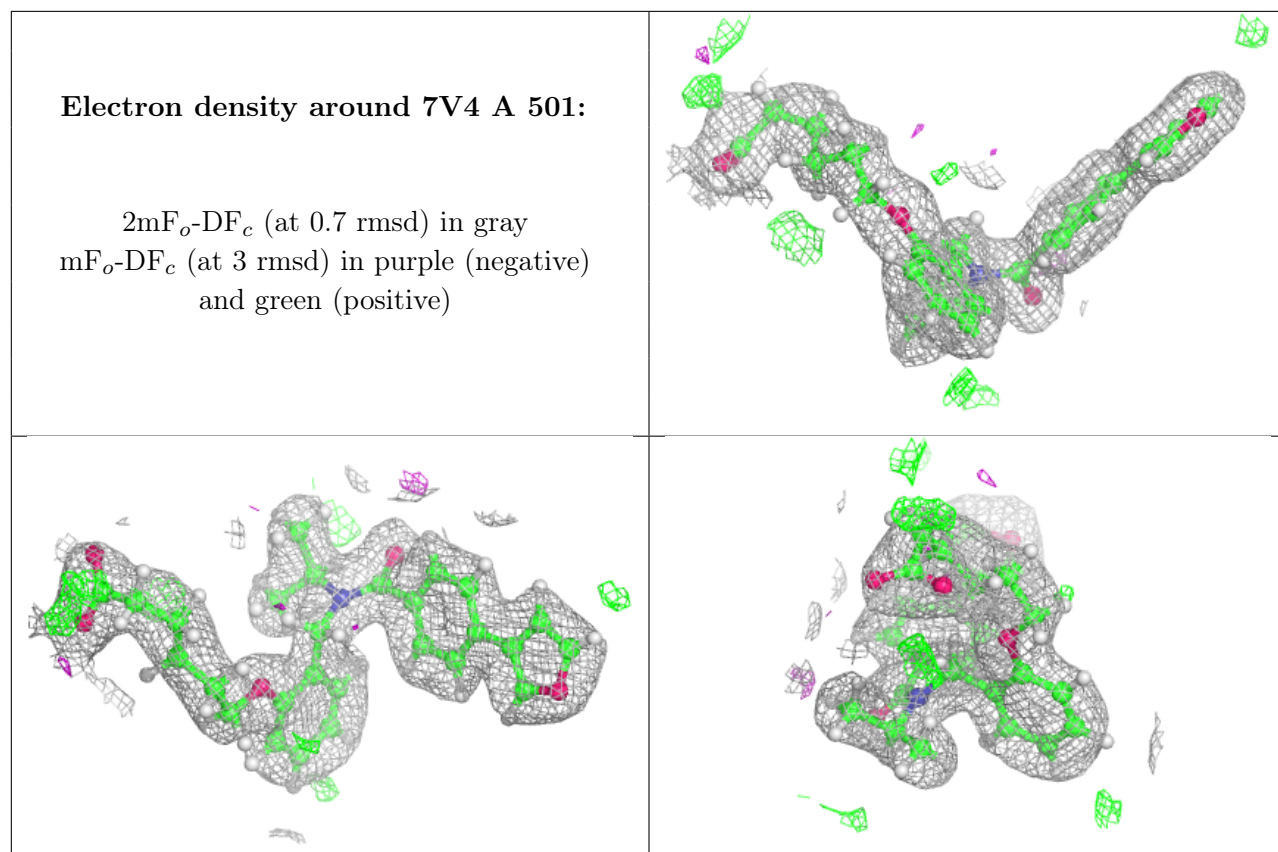 Electron density around 7V4 A 501:
2mFo-DFc (at 0.7 rmsd) in gray
mFo-DFc (at 3 rmsd) in purple (negative)
and green (positive)